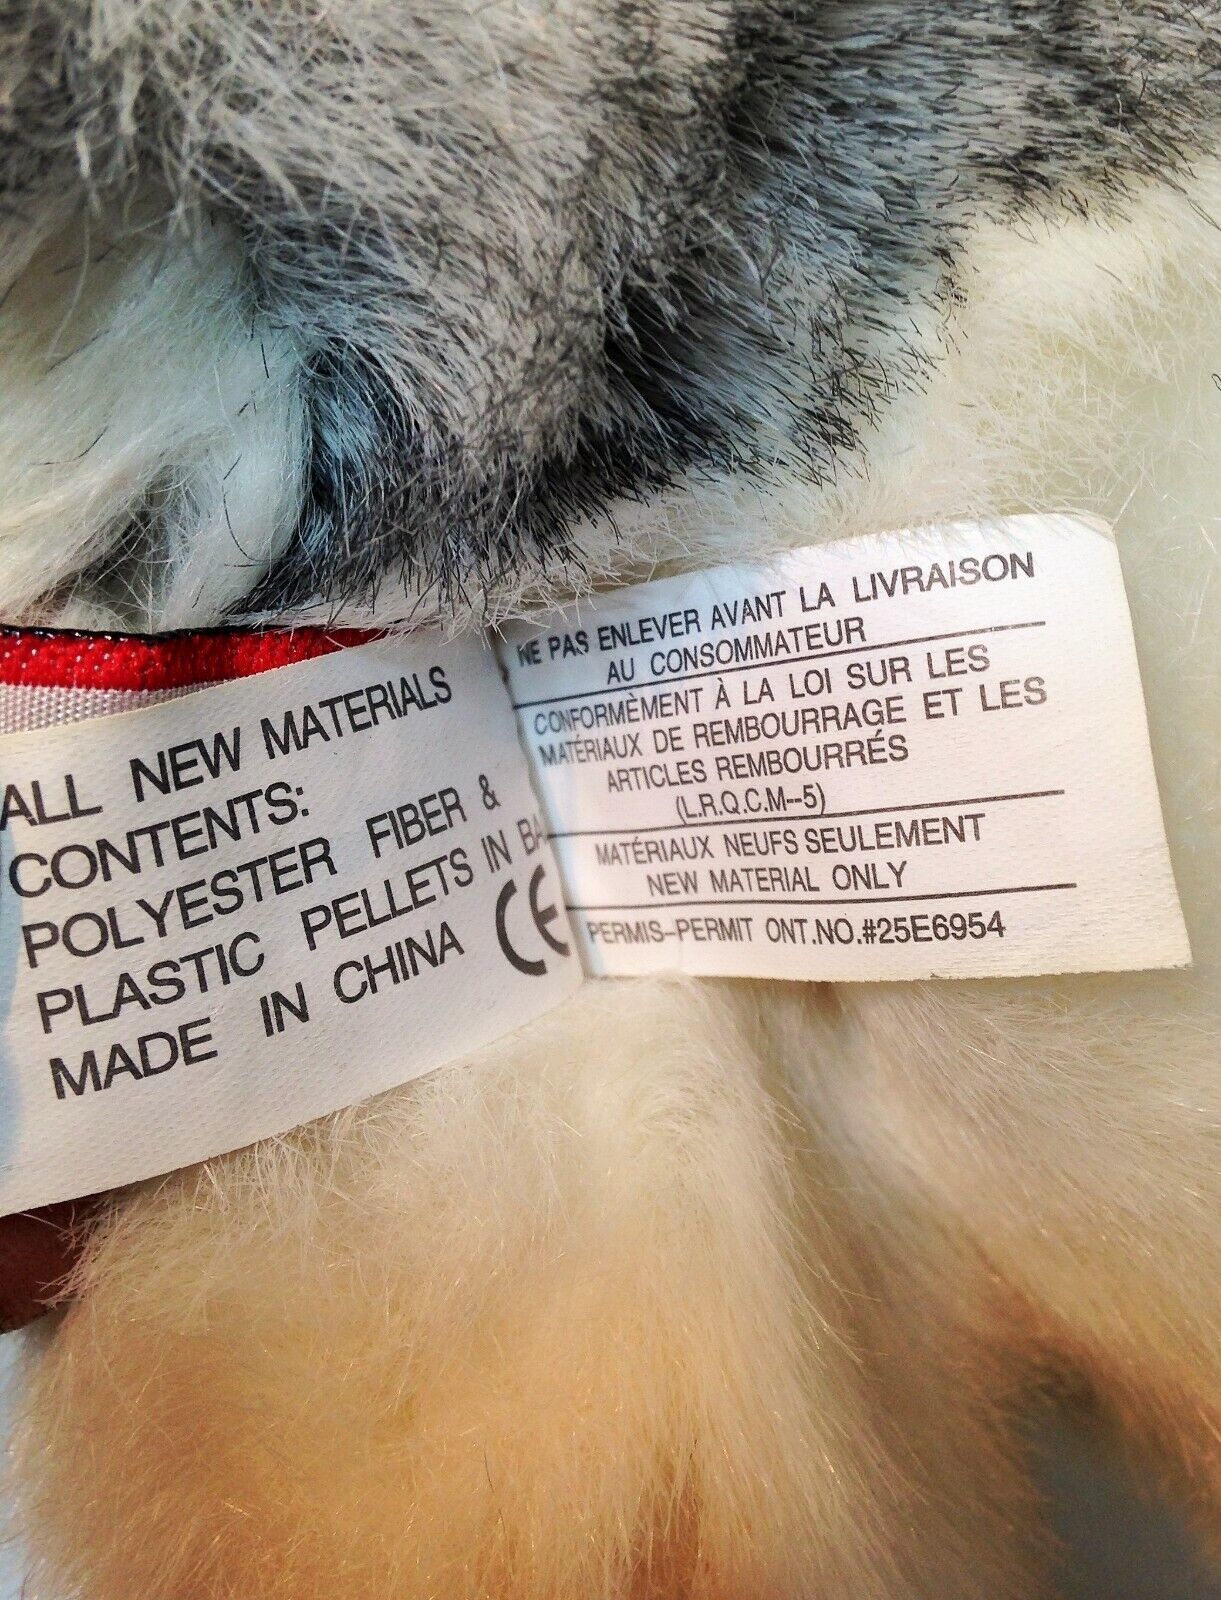 ALL NEW MATERIALS
CONTENTS:
POLYESTER FIBER &
PLASTIC PELLETS IN
MADE IN CHINA CE
NE PAS ENLEVER AVANT LA LIVRAISON
AU CONSOMMATEUR
CONFORMÈMENT À LA LOI SUR LES
MATÉRIAUX DE REMBOURRAGE ET LES
ARTICLES REMBOURRÉS
(L.R.Q.C.M--5)
MATÉRIAUX NEUFS SEULEMENT
NEW MATERIAL ONLY
PERMIS-PERMIT ONT.NO.#25E6954